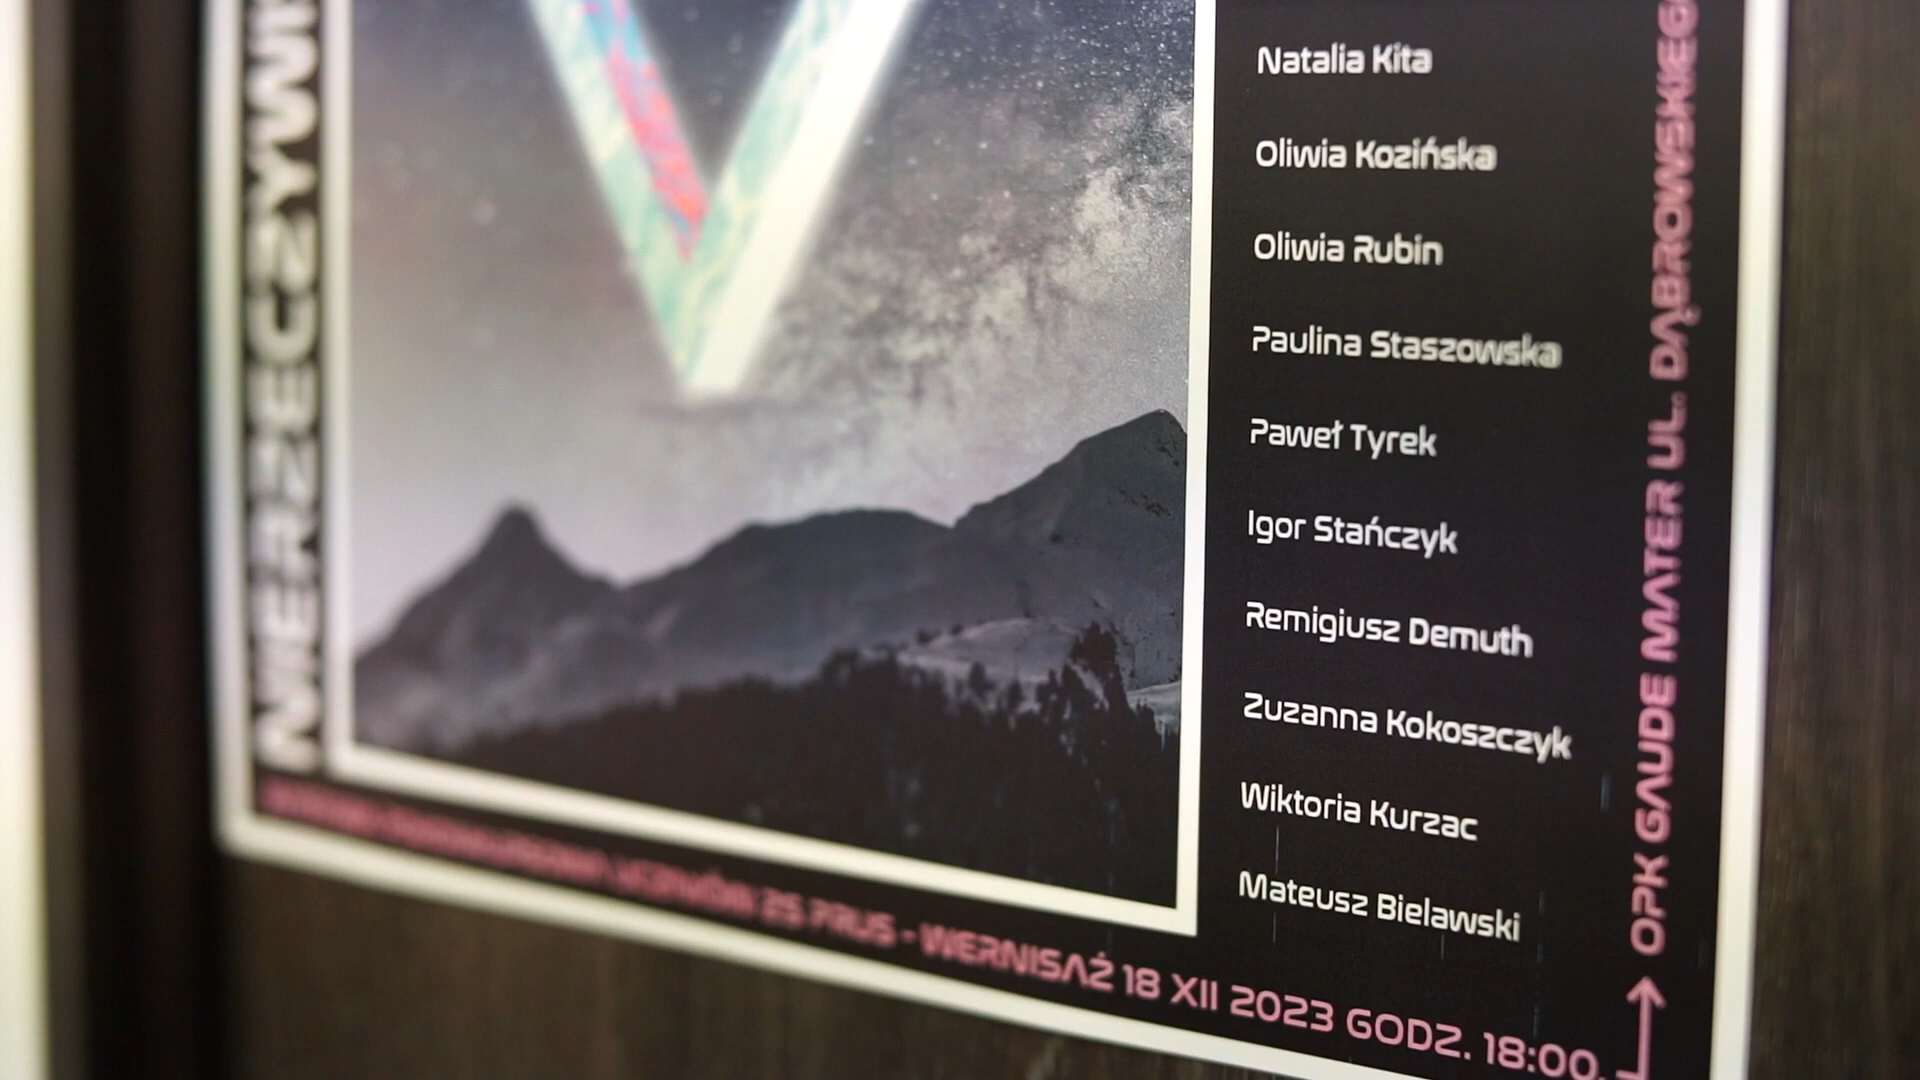 NIERZECZYWI
Natalia Kita
Oliwia Kozińska
Oliwia Rubin
Paulina Staszowska
Paweł Tyrek
Igor Stańczyk
Remigiusz Demuth
Zuzanna Kokoszczyk
Wiktoria Kurzac
Mateusz Bielawski
UCZNIÓW ZS PRUS - WERNISAŻ 18 XII 2023 GODZ. 18:00.
OPK GAUDE MATER UL. DĄBROWSKIEGO